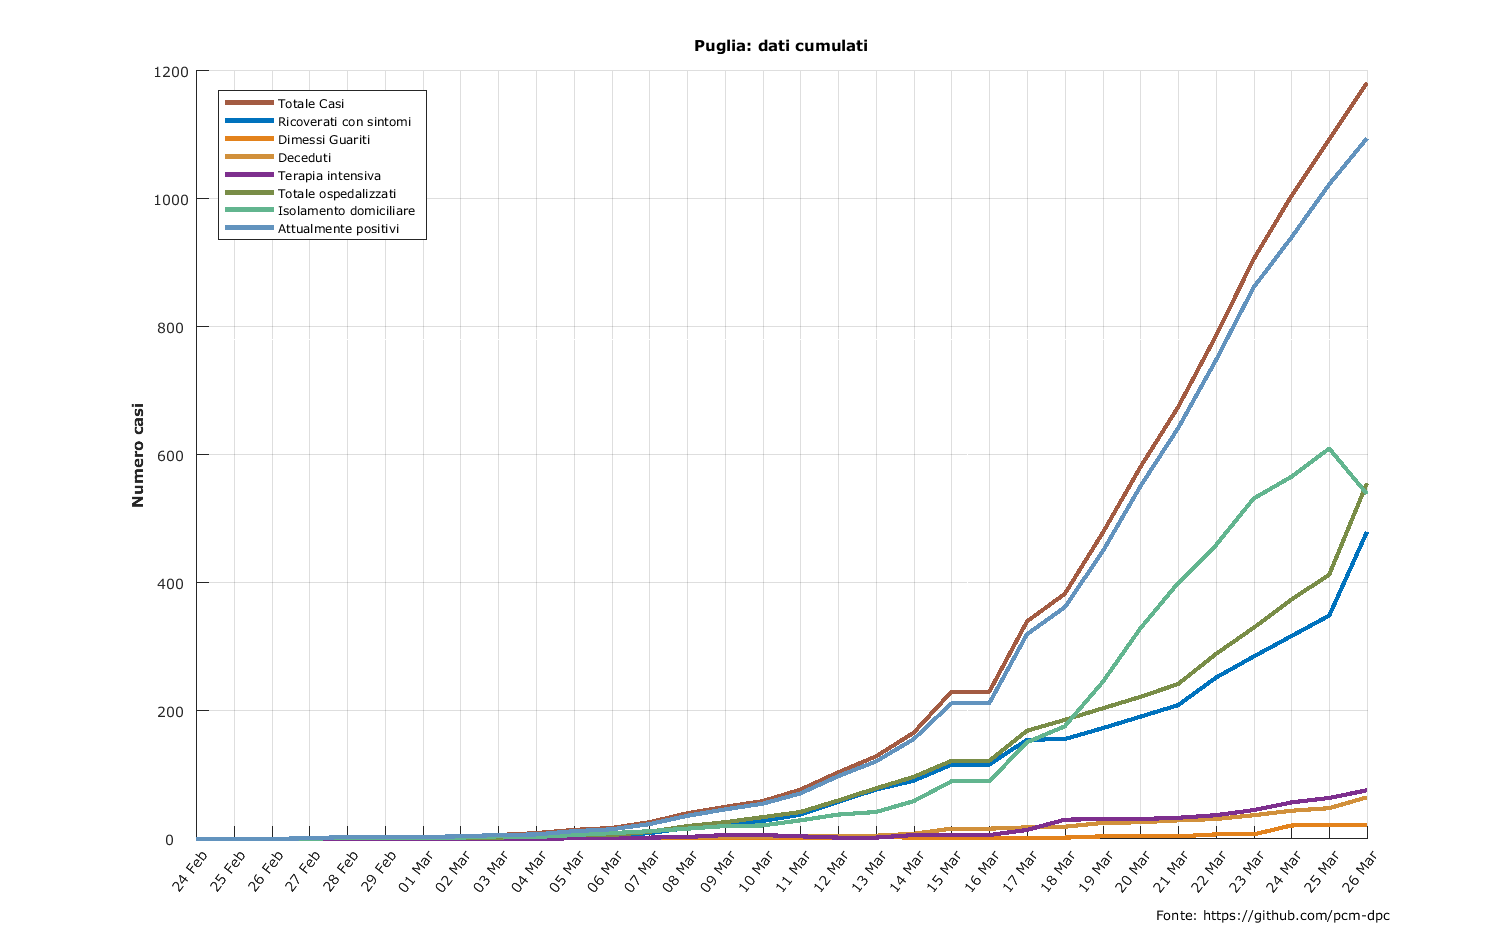 Puglia: dati cumulati
1200
1000
800
600
400
200
0
Numero casi
Totale Casi
Ricoverati con sintomi
Dimessi Guariti
Deceduti
Terapia intensiva
Totale ospedalizzati
Isolamento domiciliare
Attualmente positivi
24 Feb
25 Feb
26 Feb
27 Feb
28 Feb
29 Feb
01 Mar
02 Mar
03 Mar
04 Mar
05 Mar
06 Mar
07 Mar
08 Mar
09 Mar
10 Mar
11 Mar
12 Mar
13 Mar
14 Mar
15 Mar
16 Mar
17 Mar
18 Mar
19 Mar
20 Mar
21 Mar
22 Mar
23 Mar
24 Mar
25 Mar
26 Mar
Fonte: https://github.com/pcm-dpc